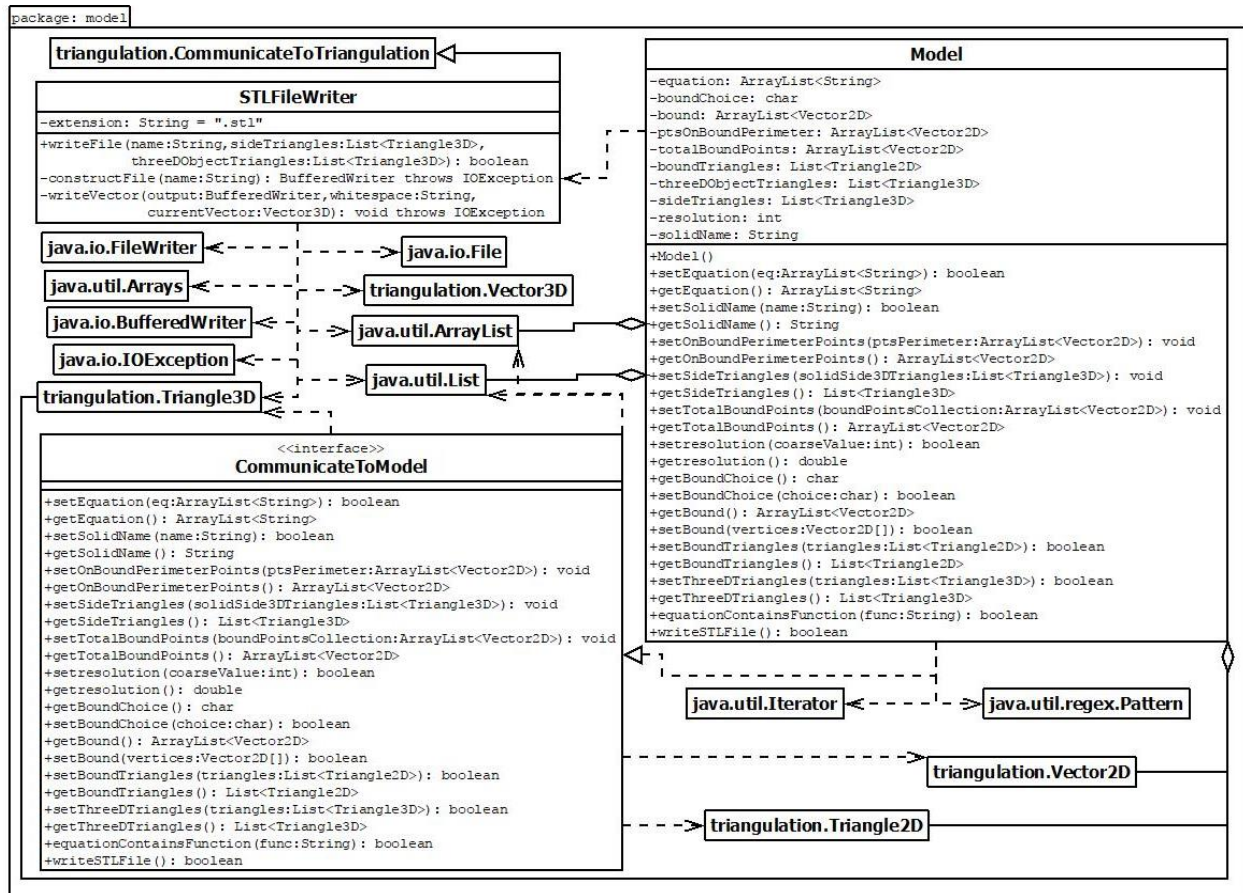 package: model
triangulation.CommunicateToTriangulation
STLFileWriter
-extension: String = ".stl"
+writeFile(name:String,sideTriangles:List<Triangle3D>,
threeDObjectTriangles:List<Triangle3D>): boolean
-constructFile(name:String): BufferedWriter throws IOException
-writeVector(output:BufferedWriter,whitespace:String,
currentVector:Vector3D): void throws IOException
java.io.FileWriter
java.io.File
java.util.Arrays
triangulation.Vector3D
java.io.BufferedWriter
java.util.ArrayList
java.io.IOException
java.util.List
triangulation.Triangle3D
<<interface>>
CommunicateToModel
+setEquation(eq:ArrayList<String>): boolean
+getEquation(): ArrayList<String>
+setSolidName(name:String): boolean
+getSolidName(): String
+setOnBoundPerimeterPoints(ptsPerimeter:ArrayList<Vector2D>): void
+getOnBoundPerimeterPoints(): ArrayList<Vector2D>
+setSideTriangles(solidSide3DTriangles:List<Triangle3D>): void
+getSideTriangles(): List<Triangle3D>
+setTotalBoundPoints(boundPointsCollection:ArrayList<Vector2D>): void
+getTotalBoundPoints(): ArrayList<Vector2D>
+setresolution(coarseValue:int): boolean
+getresolution(): double
+getBoundChoice(): char
+setBoundChoice(choice:char): boolean
+getBound(): ArrayList<Vector2D>
+setBound(vertices:Vector2D[]): boolean
+setBoundTriangles(triangles:List<Triangle2D>): boolean
+getBoundTriangles(): List<Triangle2D>
+setThreeDTriangles(triangles:List<Triangle3D>): boolean
+getThreeDTriangles(): List<Triangle3D>
+equationContainsFunction(func:String): boolean
+writeSTLFile(): boolean
Model
-equation: ArrayList<String>
-boundChoice: char
-bound: ArrayList<Vector2D>
-ptsOnBoundPerimeter: ArrayList<Vector2D>
-totalBoundPoints: ArrayList<Vector2D>
-boundTriangles: List<Triangle2D>
-threeDObjectTriangles: List<Triangle3D>
-sideTriangles: List<Triangle3D>
-resolution: int
-solidName: String
+Model()
+setEquation(eq:ArrayList<String>): boolean
+getEquation(): ArrayList<String>
+setSolidName(name:String): boolean
+getSolidName(): String
+setOnBoundPerimeterPoints(ptsPerimeter:ArrayList<Vector2D>): void
+getOnBoundPerimeterPoints(): ArrayList<Vector2D>
+setSideTriangles(solidSide3DTriangles:List<Triangle3D>): void
+getSideTriangles(): List<Triangle3D>
+setTotalBoundPoints(boundPointsCollection:ArrayList<Vector2D>): void
+getTotalBoundPoints(): ArrayList<Vector2D>
+setresolution(coarseValue:int): boolean
+getresolution(): double
+getBoundChoice(): char
+setBoundChoice(choice:char): boolean
+getBound(): ArrayList<Vector2D>
+setBound(vertices:Vector2D[]): boolean
+setBoundTriangles(triangles:List<Triangle2D>): boolean
+getBoundTriangles(): List<Triangle2D>
+setThreeDTriangles(triangles:List<Triangle3D>): boolean
+getThreeDTriangles(): List<Triangle3D>
+equationContainsFunction(func:String): boolean
+writeSTLFile(): boolean
java.util.Iterator
java.util.regex.Pattern
triangulation.Vector2D
triangulation.Triangle2D